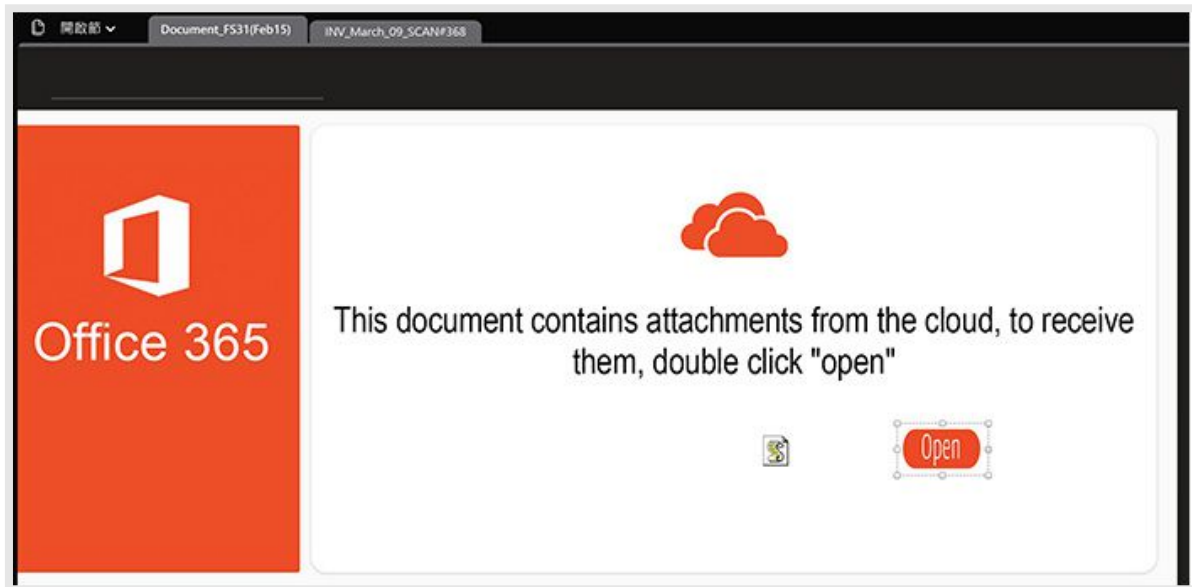 開啟節
Document_FS31(Feb15)
INV_March_09_SCAN#368
Office 365
This document contains attachments from the cloud, to receive
them, double click "open"
Open